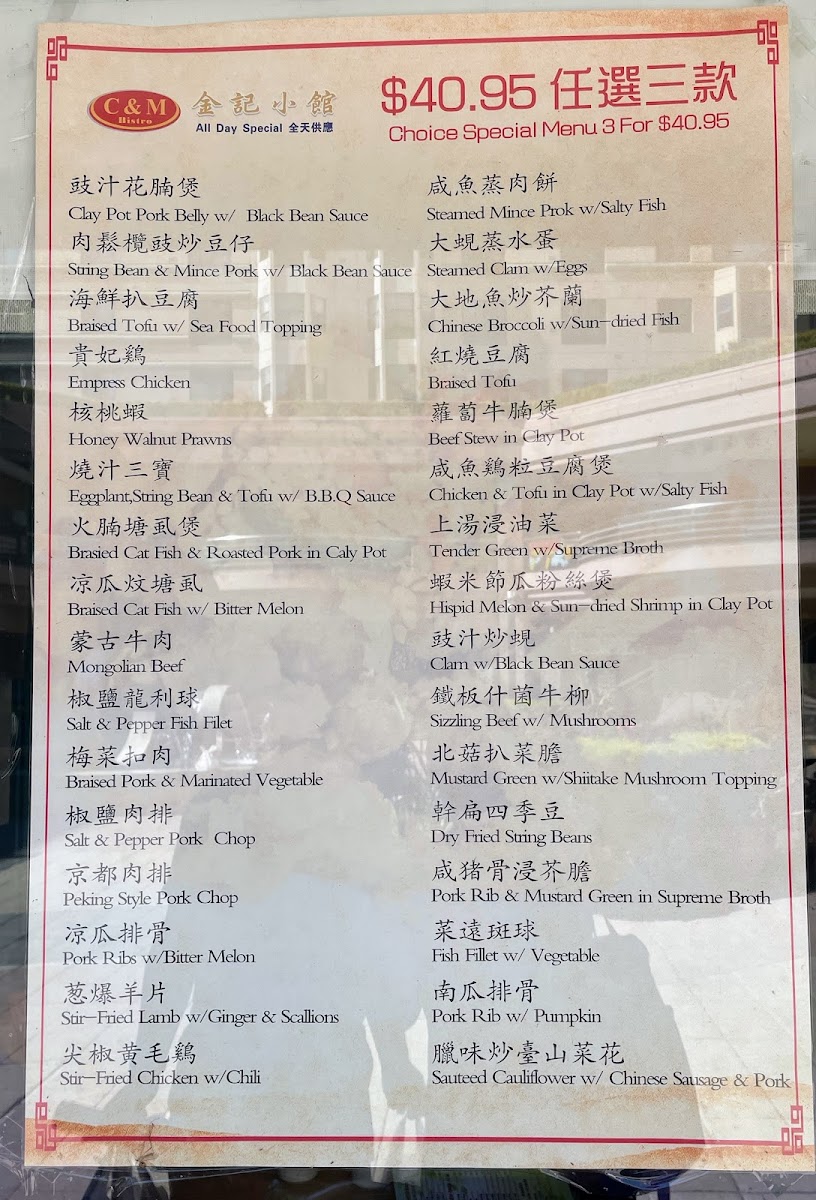 C & M
Bistro
金記小館
All Day Special 全天供應
$40.95 任選三款
Choice Special Menu 3 For $40.95
豉汁花腩煲
Clay Pot Pork Belly w/ Black Bean Sauce
肉鬆欖豉炒豆仔
String Bean & Mince Pork w/ Black Bean Sauce
海鮮扒豆腐
Braised Tofu w/ Sea Food Topping
貴妃鷄
Empress Chicken
核桃蝦
Honey Walnut Prawns
燒汁三寶
Eggplant,String Bean & Tofu w/ B.B.Q Sauce
火腩塘虱煲
Brasied Cat Fish & Roasted Pork in Caly Pot
凉瓜炆塘虱
Braised Cat Fish w/ Bitter Melon
蒙古牛肉
Mongolian Beef
椒鹽龍利球
Salt & Pepper Fish Filet
梅菜扣肉
Braised Pork & Marinated Vegetable
椒鹽肉排
Salt & Pepper Pork Chop
京都肉排
Peking Style Pork Chop
凉瓜排骨
Pork Ribs w/Bitter Melon
葱爆羊片
Stir-Fried Lamb w/Ginger & Scallions
尖椒黃毛鷄
Stir-Fried Chicken w/Chili
咸魚蒸肉餅
Steamed Mince Prok w/Salty Fish
大蜆蒸水蛋
Steamed Clam w/Eggs
大地魚炒芥蘭
Chinese Broccoli w/Sun-dried Fish
紅燒豆腐
Braised Tofu
蘿蔔牛腩煲
Beef Stew in Clay Pot
咸魚鷄粒豆腐煲
Chicken & Tofu in Clay Pot w/Salty Fish
上湯浸油菜
Tender Green w/Supreme Broth
蝦米節瓜粉絲煲
Hispid Melon & Sun-dried Shrimp in Clay Pot
豉汁炒蜆
Clam w/Black Bean Sauce
鐵板什菌牛柳
Sizzling Beef w/ Mushrooms
北菇扒菜膽
Mustard Green w/Shiitake Mushroom Topping
幹扁四季豆
Dry Fried String Beans
咸猪骨浸芥膽
Pork Rib & Mustard Green in Supreme Broth
菜遠斑球
Fish Fillet w/ Vegetable
南瓜排骨
Pork Rib w/ Pumpkin
臘味炒臺山菜花
Sauteed Cauliflower w/ Chinese Sausage & Pork